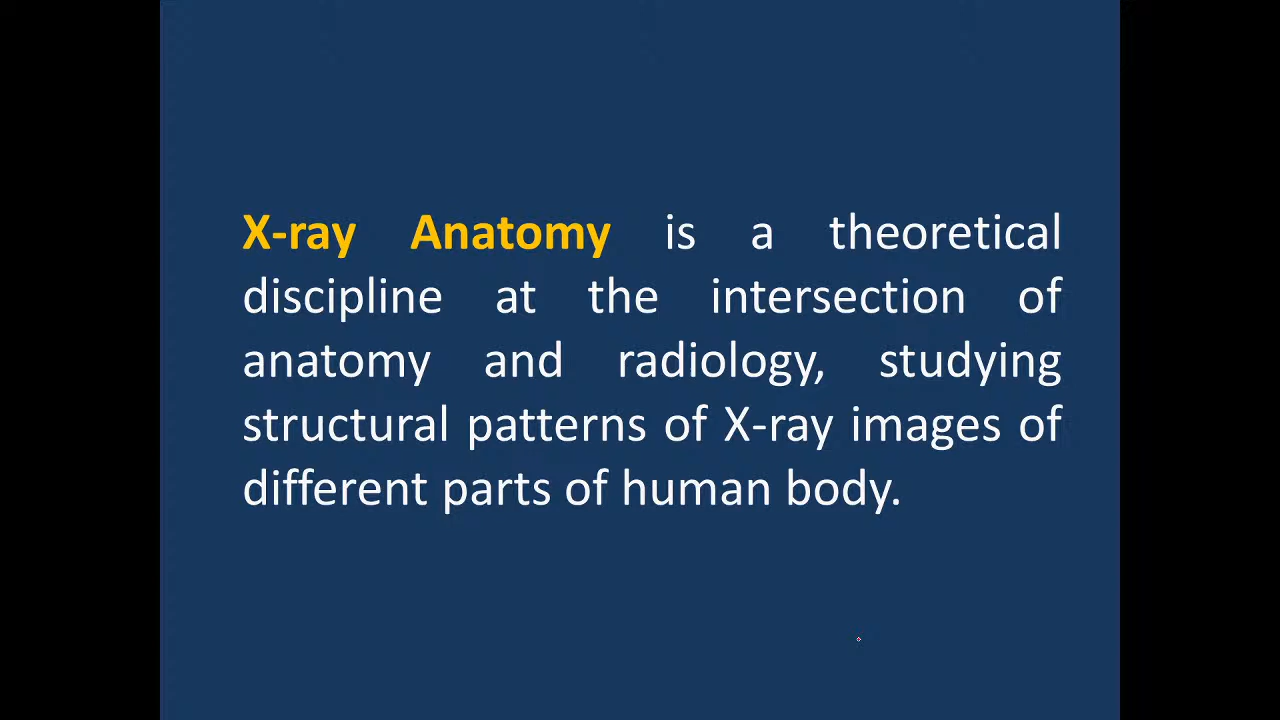 X-ray Anatomy is a theoretical
discipline at the intersection of
anatomy and radiology, studying
structural patterns of X-ray images of
different parts of human body.